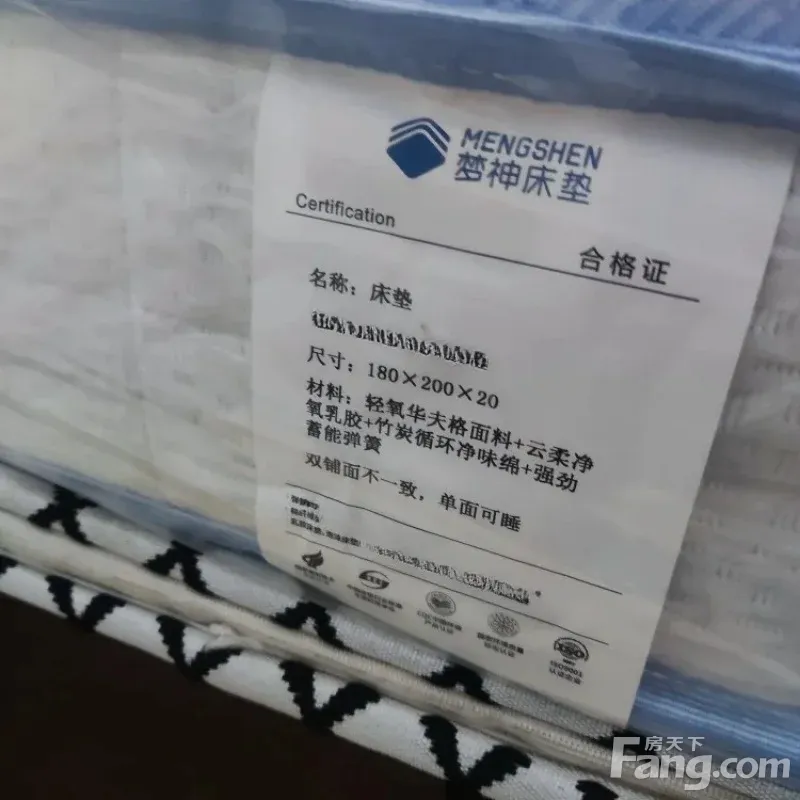 MENGSHEN
梦神床垫
Certification
合格证
名称：床垫
尺寸：180×200×20
材料：轻氧华夫格面料+云柔净
氧乳胶+竹炭循环净味绵+强劲
蓄能弹簧
双铺面不一致，单面可睡
ISO9001
房天下
Fang.com